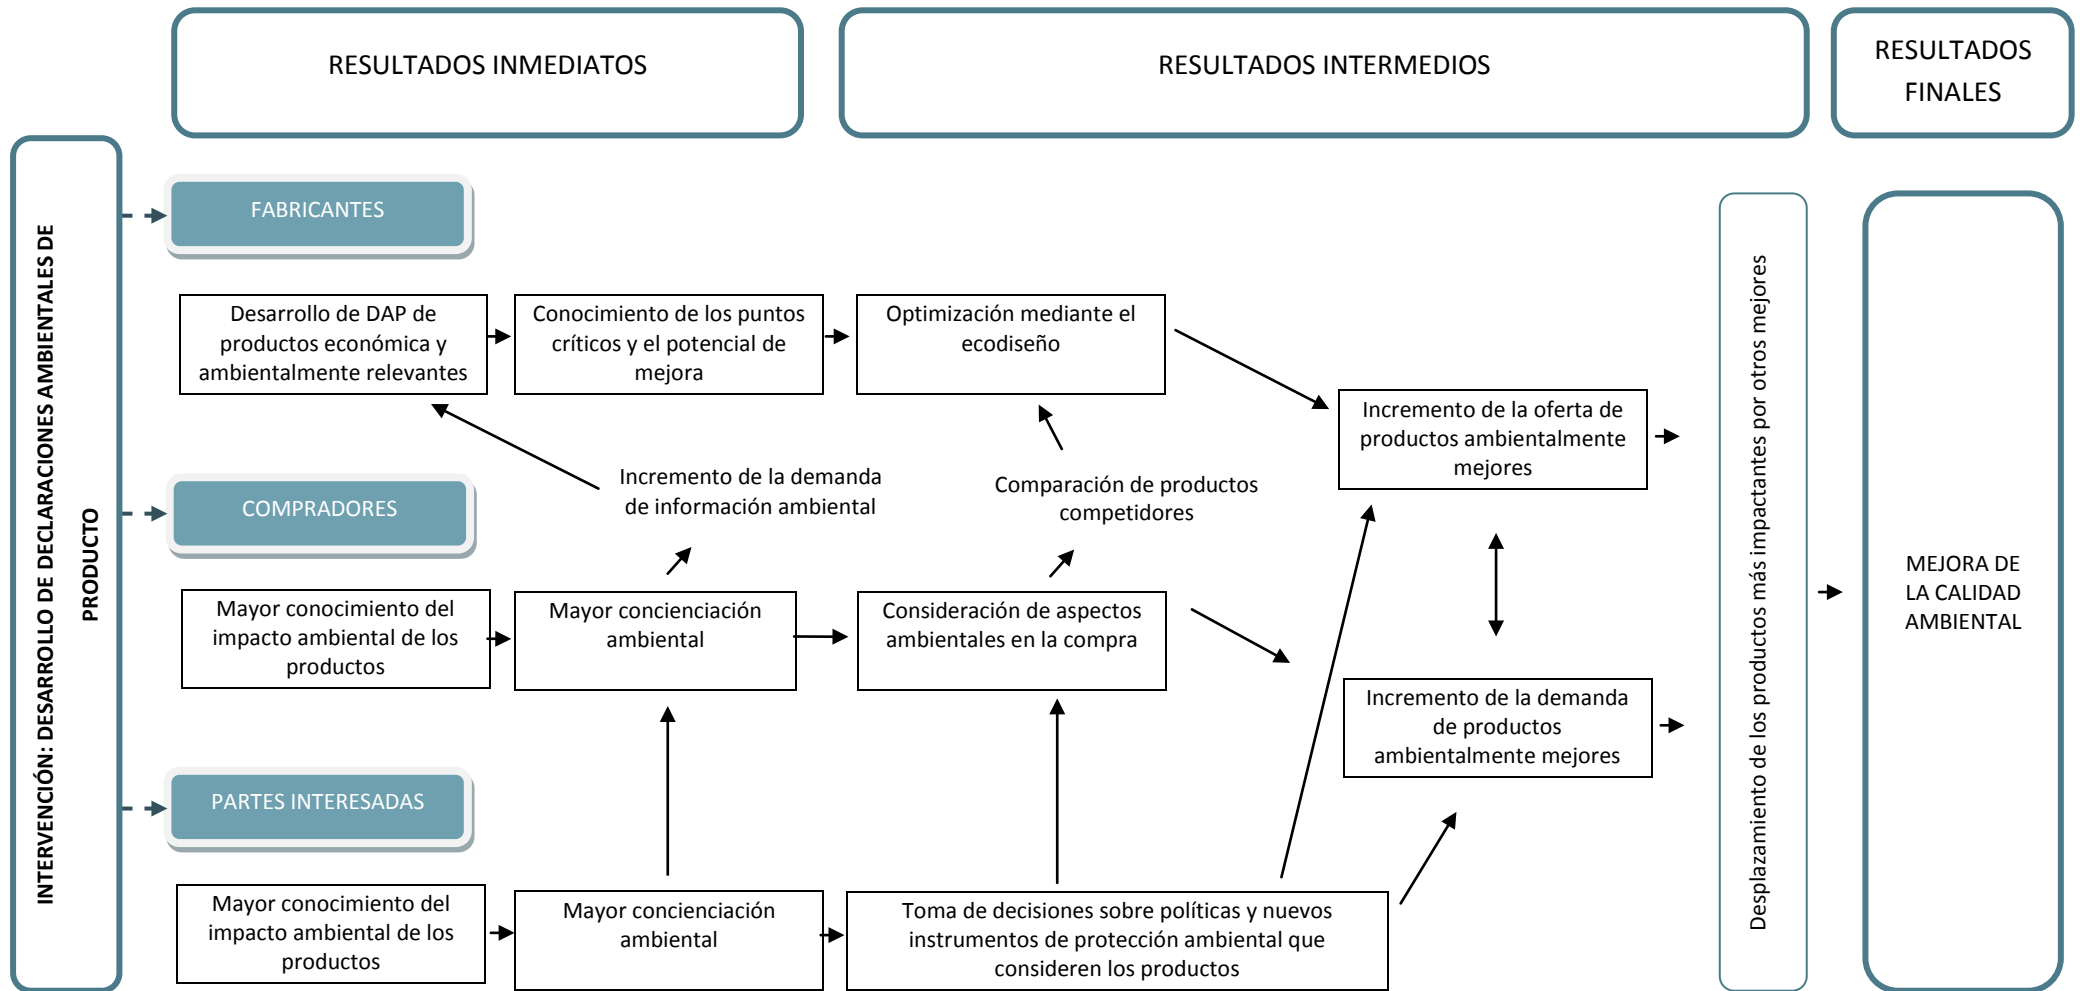 RESULTADOS INMEDIATOS
RESULTADOS INTERMEDIOS
RESULTADOS
FINALES
INTERVENCIÓN: DESARROLLO DE DECLARACIONES AMBIENTALES DE
PRODUCTO
FABRICANTES
Desarrollo de DAP de
productos económica y
ambientalmente relevantes
Conocimiento de los puntos
críticos y el potencial de
mejora
Optimización mediante el
ecodiseño
Incremento de la oferta de
productos ambientalmente
mejores
Incremento de la demanda
de información ambiental
Comparación de productos
competidores
COMPRADORES
Mayor conocimiento del
impacto ambiental de los
productos
Mayor concienciación
ambiental
Consideración de aspectos
ambientales en la compra
Incremento de la demanda
de productos
ambientalmente mejores
PARTES INTERESADAS
Mayor conocimiento del
impacto ambiental de los
productos
Mayor concienciación
ambiental
Toma de decisiones sobre políticas y nuevos
instrumentos de protección ambiental que
consideren los productos
Desplazamiento de los productos más impactantes por otros mejores
MEJORA DE
LA CALIDAD
AMBIENTAL